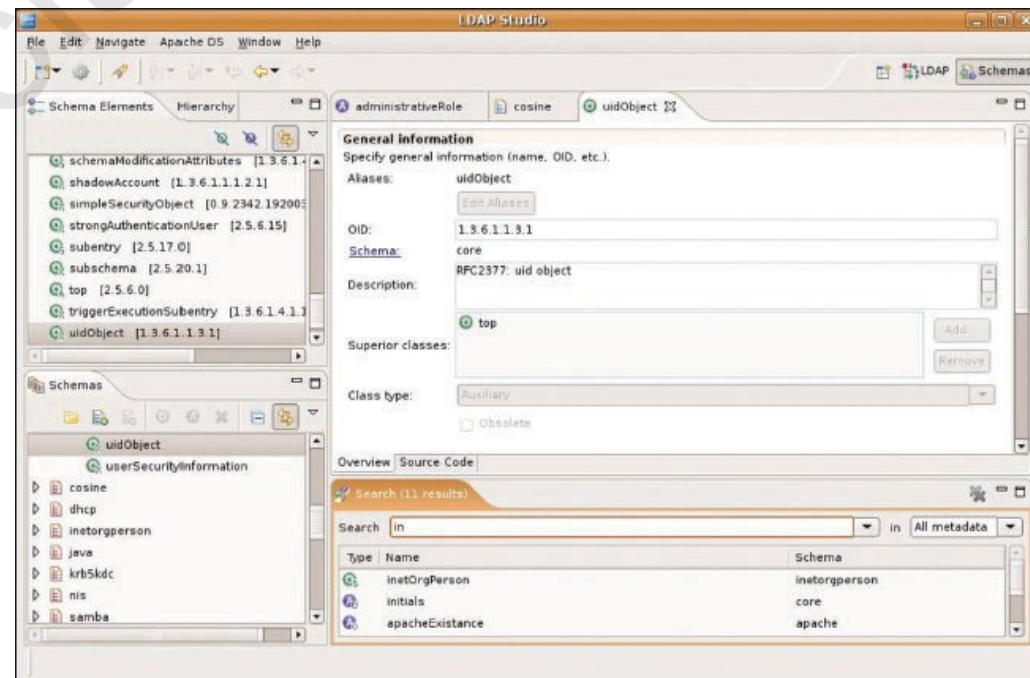 LDAP Studio
File Edit Navigate Apache DS Window Help
LDAP Schemas
Schema Elements Hierarchy
schemaModificationAttributes [1.3.6.1.4
shadowAccount [1.3.6.1.1.1.2.1]
simpleSecurityObject [0.9.2342.192003
strongAuthenticationUser [2.5.6.15]
subentry [2.5.17.0]
subschema [2.5.20.1]
top [2.5.6.0]
triggerExecutionSubentry [1.3.6.1.4.1.1
uidObject [1.3.6.1.1.3.1]
Schemas
uidObject
userSecurityInformation
cosine
dhcp
inetorgperson
java
krb5kdc
nis
samba
administrativeRole cosine uidObject
General information
Specify general information (name, OID, etc.).
Aliases: uidObject
Edit Aliases
OID: 1.3.6.1.1.3.1
Schema: core
Description: RFC2377: uid object
Superior classes: top
Add...
Remove
Class type: Auxiliary
Obsolete
Overview Source Code
Search (11 results)
Search in in All metadata
Type Name Schema
inetOrgPerson inetorgperson
initials core
apacheExistance apache